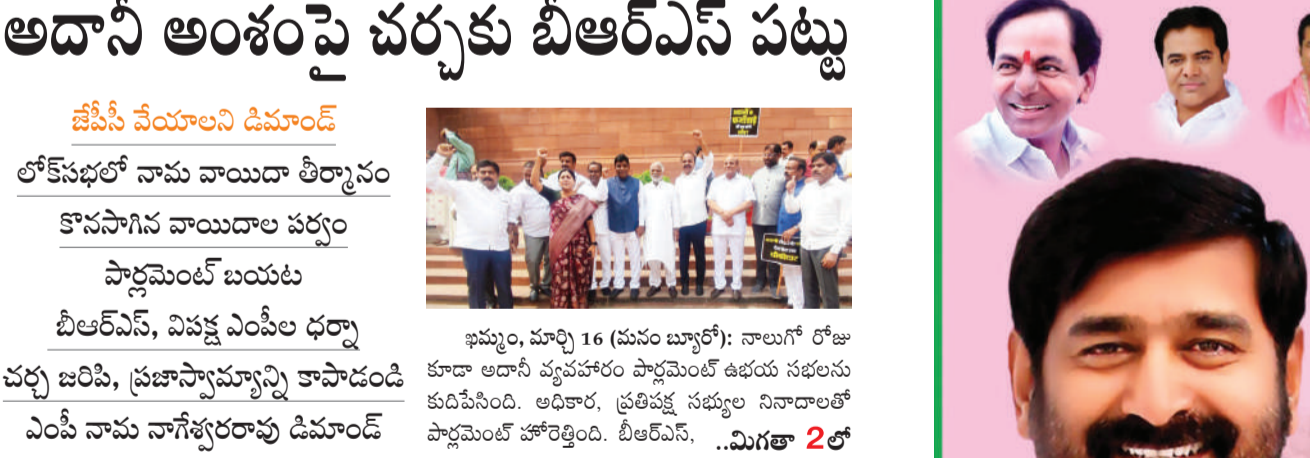 అదానీ అంశంపై చర్చకు బీఆర్ఎస్ పట్టు
జేపీసీ వేయాలని డిమాండ్
లోక్‌సభలో నామ వాయిదా తీర్మానం
కొనసాగిన వాయిదాల పర్వం
పార్లమెంట్ బయట
బీఆర్ఎస్, విపక్ష ఎంపీల ధర్నా
చర్చ జరిపి, ప్రజాస్వామ్యాన్ని కాపాడండి
ఎంపీ నామ నాగేశ్వరరావు డిమాండ్
ఖమ్మం, మార్చి 16 (మనం బ్యూరో): నాలుగో రోజు
కూడా అదానీ వ్యవహారం పార్లమెంట్ ఉభయ సభలను
కుదిపేసింది. అధికార, ప్రతిపక్ష సభ్యుల నినాదాలతో
పార్లమెంట్ హోరెత్తింది. బీఆర్ఎస్, ..మిగతా 2లో